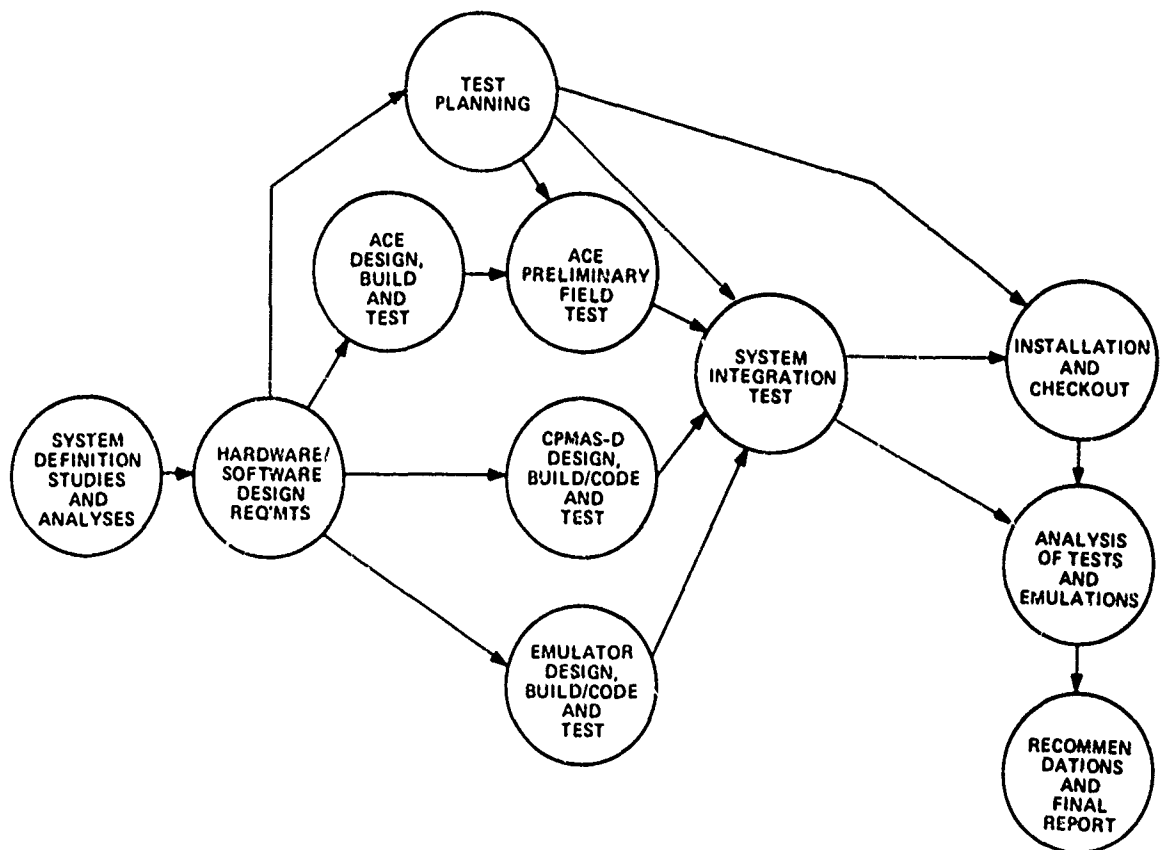 TEST
PLANNING
ACE
DESIGN,
BUILD
AND
TEST
ACE
PRELIMINARY
FIELD
TEST
SYSTEM
INTEGRATION
TEST
INSTALLATION
AND
CHECKOUT
SYSTEM
DEFINITION
STUDIES
AND
ANALYSES
HARDWARE/
SOFTWARE
DESIGN
REQ'MTS
CPMAS-D
DESIGN,
BUILD/CODE
AND
TEST
ANALYSIS
OF TESTS
AND
EMULATIONS
EMULATOR
DESIGN,
BUILD/CODE
AND
TEST
RECOMMEN
DATIONS
AND
FINAL
REPORT